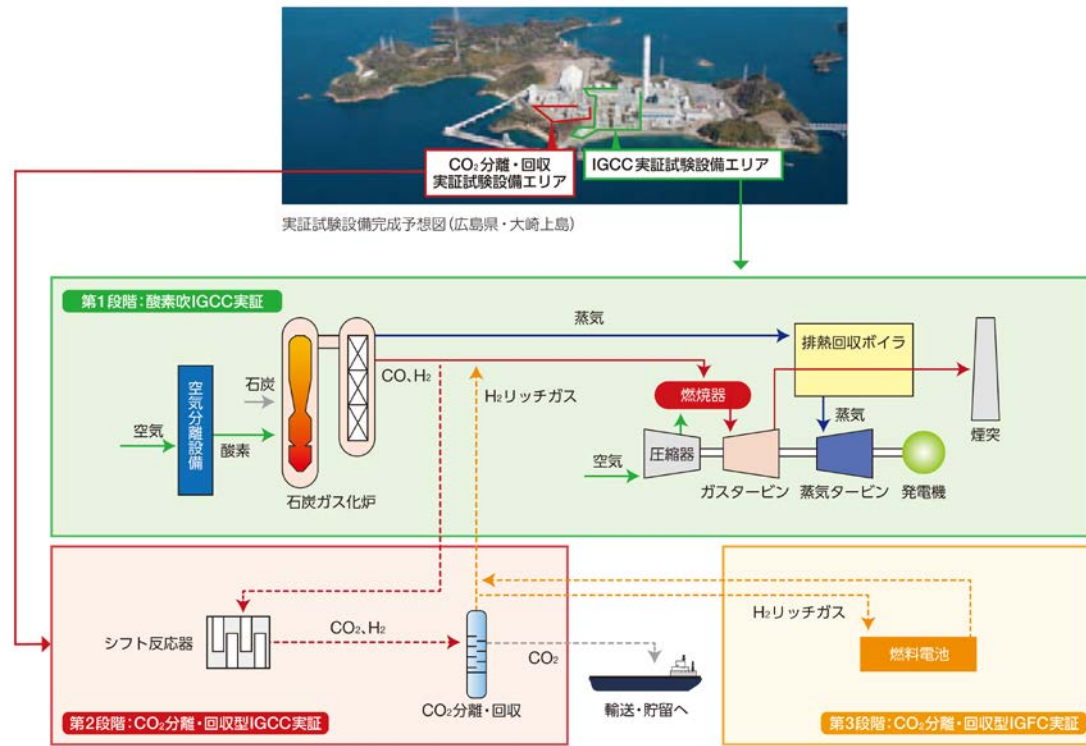 CO₂分離・回収
実証試験設備エリア
IGCC実証試験設備エリア
実証試験設備完成予想図(広島県・大崎上島)
第1段階:酸素吹IGCC実証
蒸気
排熱回収ボイラ
石炭
CO、H₂
H₂リッチガス
燃焼器
空気分離設備
空気
酸素
蒸気
圧縮器
煙突
空気
石炭ガス化炉
ガスタービン
蒸気タービン
発電機
シフト反応器
CO₂、H₂
CO₂
H₂リッチガス
燃料電池
CO₂分離・回収
輸送・貯留へ
第2段階:CO₂分離・回収型IGCC実証
第3段階:CO₂分離・回収型IGFC実証